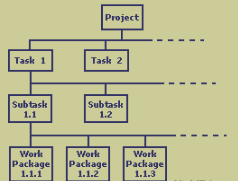 Project
Task 1
Task 2
Subtask
1.1
Subtask
1.2
Work
Package
1.1.1
Work
Package
1.1.2
Work
Package
1.1.3